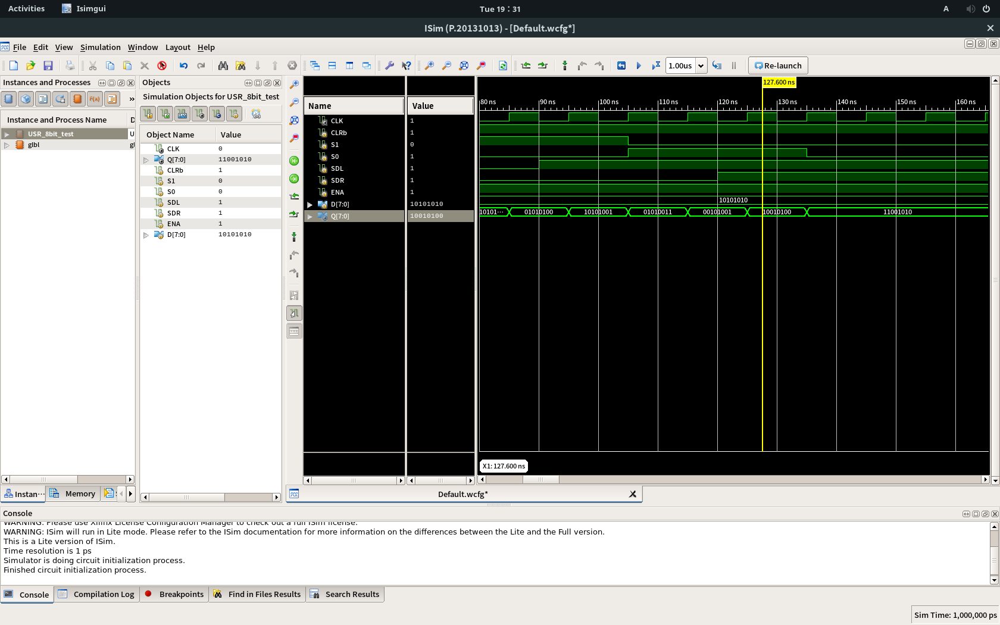 Activities
Isimgui
Tue 19 : 31
A
ISim (P.20131013) - [Default.wcfg*]
File Edit View Simulation Window Layout Help
1.00us
Re-launch
Instances and Processes
Objects
Simulation Objects for USR_8bit_test
Instance and Process Name
USR_8bit_test
glbl
Object Name Value
CLK 0
Q[7:0] 11001010
CLRb 1
S1 0
S0 0
SDL 1
SDR 1
ENA 1
D[7:0] 10101010
Name Value
CLK 1
CLRb 1
S1 0
S0 1
SDL 1
SDR 1
ENA 1
D[7:0] 10101010
Q[7:0] 10010100
127.600 ns
80 ns 90 ns 100 ns 110 ns 120 ns 130 ns 140 ns 150 ns 160 ns
10101010
10101··· 01010100 10101001 01010011 00101001 10010100 11001010
X1: 127.600 ns
Instan···
Memory
Default.wcfg*
Console
WARNING: Please use Xilinx License Configuration Manager to check out a full ISim license.
WARNING: ISim will run in Lite mode. Please refer to the ISim documentation for more information on the differences between the Lite and the Full version.
This is a Lite version of ISim.
Time resolution is 1 ps
Simulator is doing circuit initialization process.
Finished circuit initialization process.
Console
Compilation Log
Breakpoints
Find in Files Results
Search Results
Sim Time: 1,000,000 ps